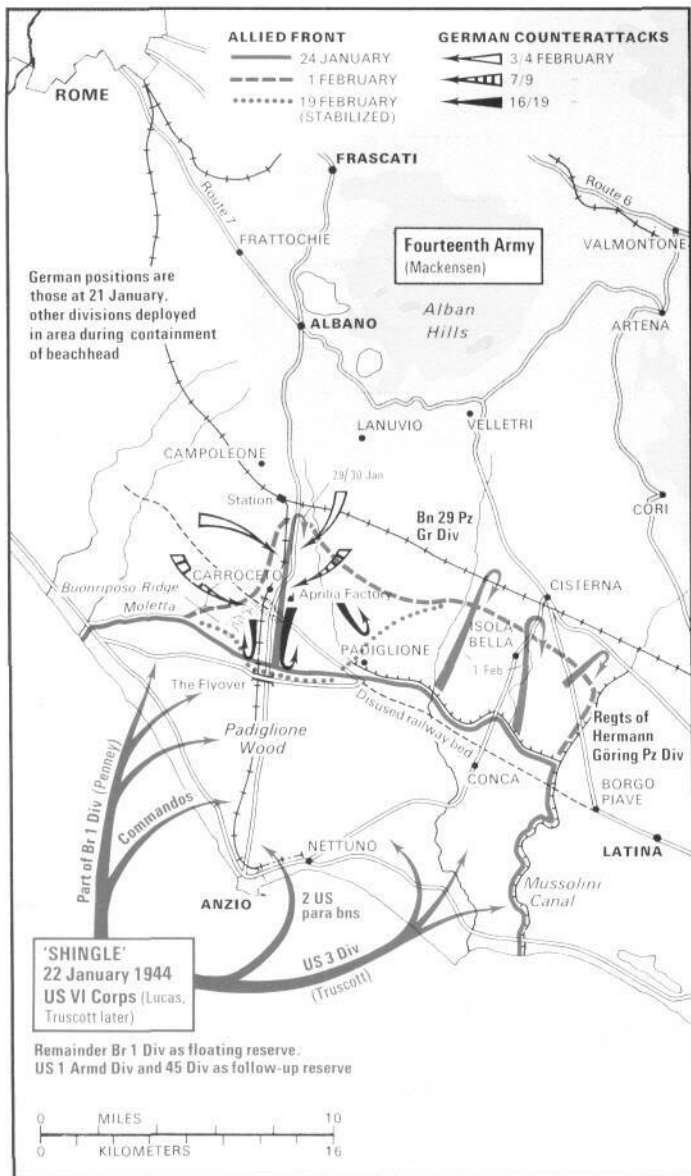 ALLIED FRONT
24 JANUARY
1 FEBRUARY
19 FEBRUARY
(STABILIZED)
GERMAN COUNTERATTACKS
3/4 FEBRUARY
7/9 "
16/19
ROME
FRASCATI
Route 7
Route 6
FRATTOCHIE
Fourteenth Army
(Mackensen)
VALMONTONE
German positions are
those at 21 January,
other divisions deployed
in area during containment
of beachhead
ALBANO
Alban
Hills
ARTENA
LANUVIO
VELLETRI
CAMPOLEONE
29/30 Jan
Station
CORI
Bn 29 Pz
Gr Div
CARROCETO
CISTERNA
Buonriposo Ridge
Aprilia Factory
Moletta
ISOLA
BELLA
PADIGLIONE
1 Feb
The Flyover
Disused railway bed
Regts of
Hermann
Göring Pz Div
Padiglione
Wood
CONCA
BORGO
PIAVE
Part of Br 1 Div (Penney)
Commandos
LATINA
NETTUNO
ANZIO
Mussolini
Canal
2 US
para bns
US 3 Div
(Truscott)
'SHINGLE'
22 January 1944
US VI Corps (Lucas,
Truscott later)
Remainder Br 1 Div as floating reserve.
US 1 Armd Div and 45 Div as follow-up reserve
0 MILES 10
0 KILOMETERS 16